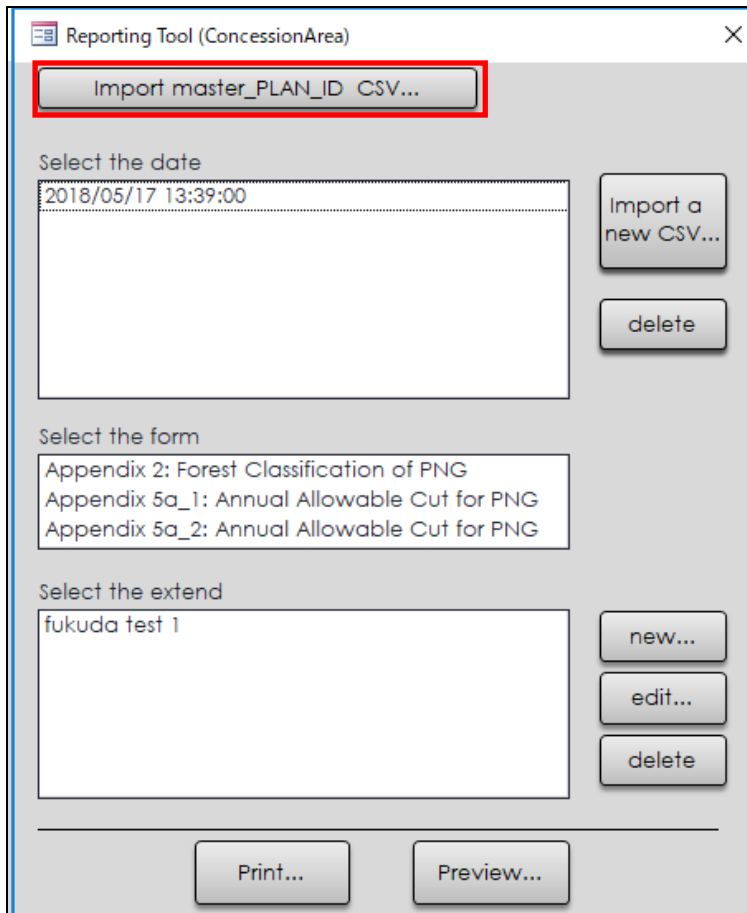 Reporting Tool (ConcessionArea)
Import master_PLAN_ID CSV...
Select the date
2018/05/17 13:39:00
Import a
new CSV...
delete
Select the form
Appendix 2: Forest Classification of PNG
Appendix 5a_1: Annual Allowable Cut for PNG
Appendix 5a_2: Annual Allowable Cut for PNG
Select the extend
fukuda test 1
new...
edit...
delete
Print...
Preview...